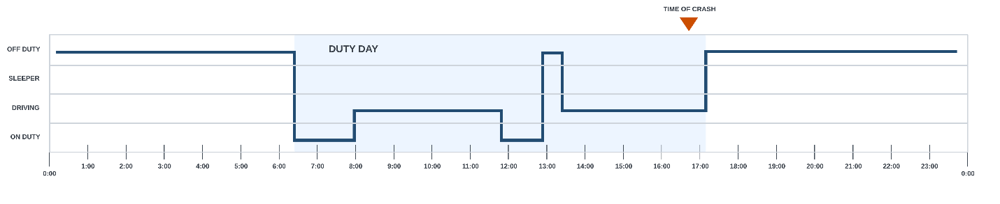 TIME OF CRASH
OFF DUTY
DUTY DAY
SLEEPER
DRIVING
ON DUTY
0:00 1:00 2:00 3:00 4:00 5:00 6:00 7:00 8:00 9:00 10:00 11:00 12:00 13:00 14:00 15:00 16:00 17:00 18:00 19:00 20:00 21:00 22:00 23:00 0:00